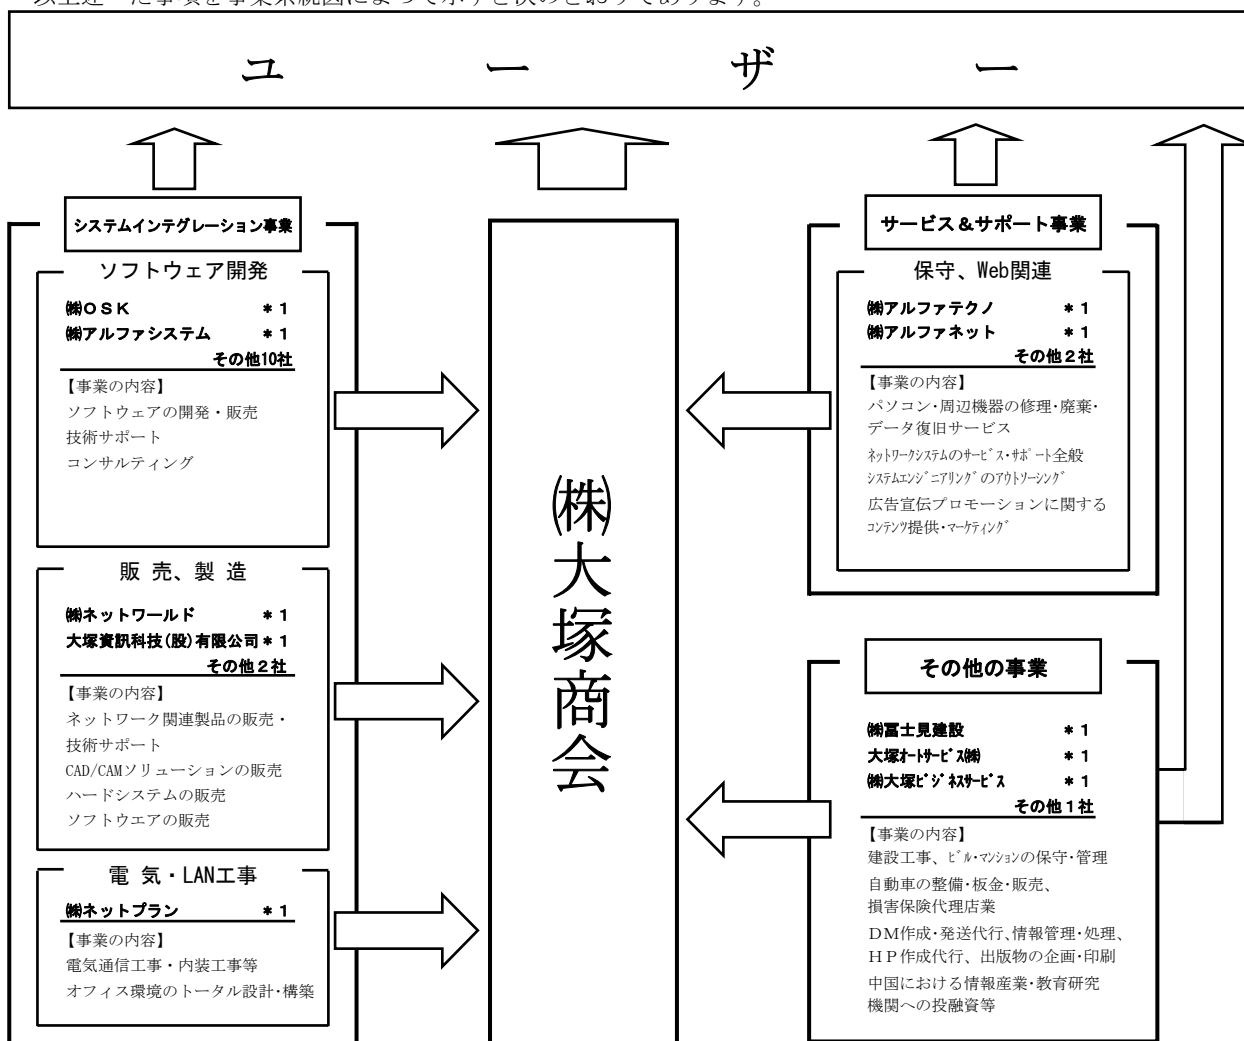 以上述べた事項を事業系統図によって示すと次のとおりであります。
ユーザー
システムインテグレーション事業
ソフトウェア開発
㈱ＯＳＫ ＊１
㈱アルファシステム ＊１
その他10社
【事業の内容】
ソフトウェアの開発・販売
技術サポート
コンサルティング
販 売、製 造
㈱ネットワールド ＊１
大塚資訊科技(股)有限公司＊１
その他２社
【事業の内容】
ネットワーク関連製品の販売・
技術サポート
CAD/CAMソリューションの販売
ハードシステムの販売
ソフトウエアの販売
電 気・LAN工事
㈱ネットプラン ＊１
【事業の内容】
電気通信工事・内装工事等
オフィス環境のトータル設計・構築
㈱大塚商会
サービス＆サポート事業
保守、Web関連
㈱アルファテクノ ＊１
㈱アルファネット ＊１
その他２社
【事業の内容】
パソコン・周辺機器の修理・廃棄・
データ復旧サービス
ﾈｯﾄﾜｰｸｼｽﾃﾑのｻｰﾋﾞｽ・ｻﾎﾟｰﾄ全般
ｼｽﾃﾑｴﾝｼﾞﾆｱﾘﾝｸﾞのｱｳﾄｿｰｼﾝｸﾞ
広告宣伝プロモーションに関する
ｺﾝﾃﾝﾂ提供・ﾏｰｹﾃｨﾝｸﾞ
その他の事業
㈱冨士見建設 ＊１
大塚ｵｰﾄｻｰﾋﾞｽ㈱ ＊１
㈱大塚ﾋﾞｼﾞﾈｽｻｰﾋﾞｽ ＊１
その他１社
【事業の内容】
建設工事、ﾋﾞﾙ・ﾏﾝｼｮﾝの保守・管理
自動車の整備・板金・販売、
損害保険代理店業
ＤＭ作成・発送代行、情報管理・処理、
ＨＰ作成代行、出版物の企画・印刷
中国における情報産業・教育研究
機関への投融資等